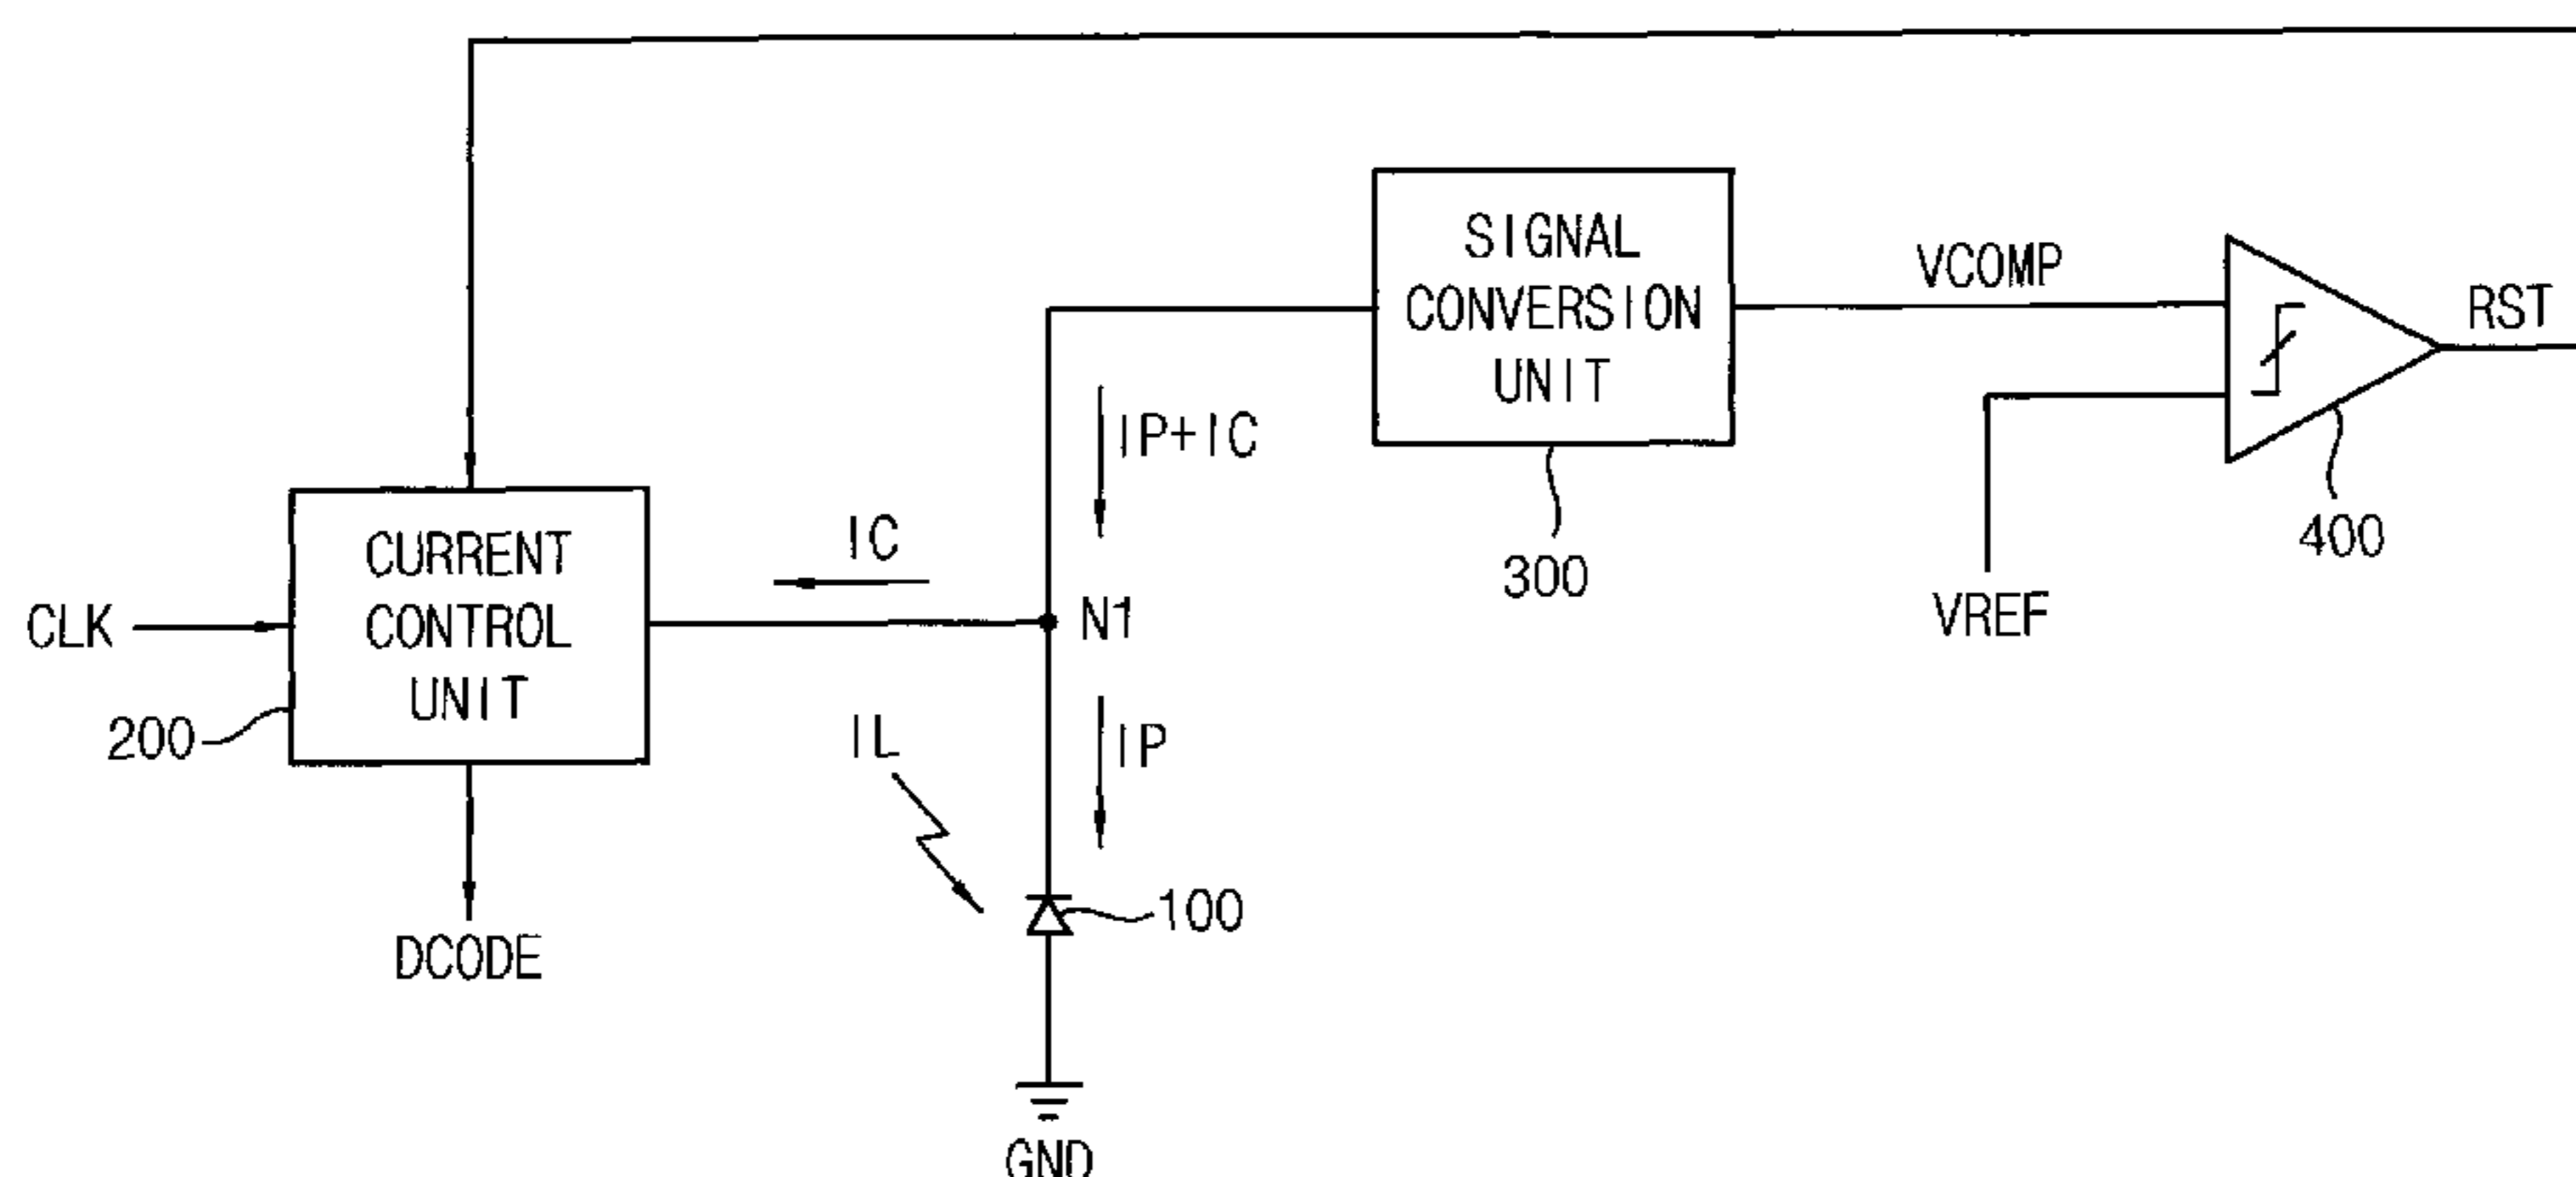 SIGNAL
CONVERSION
UNIT
300
VCOMP
RST
400
VREF
IP+IC
IC
N1
CLK
CURRENT
CONTROL
UNIT
200
IL
IP
100
DCODE
GND